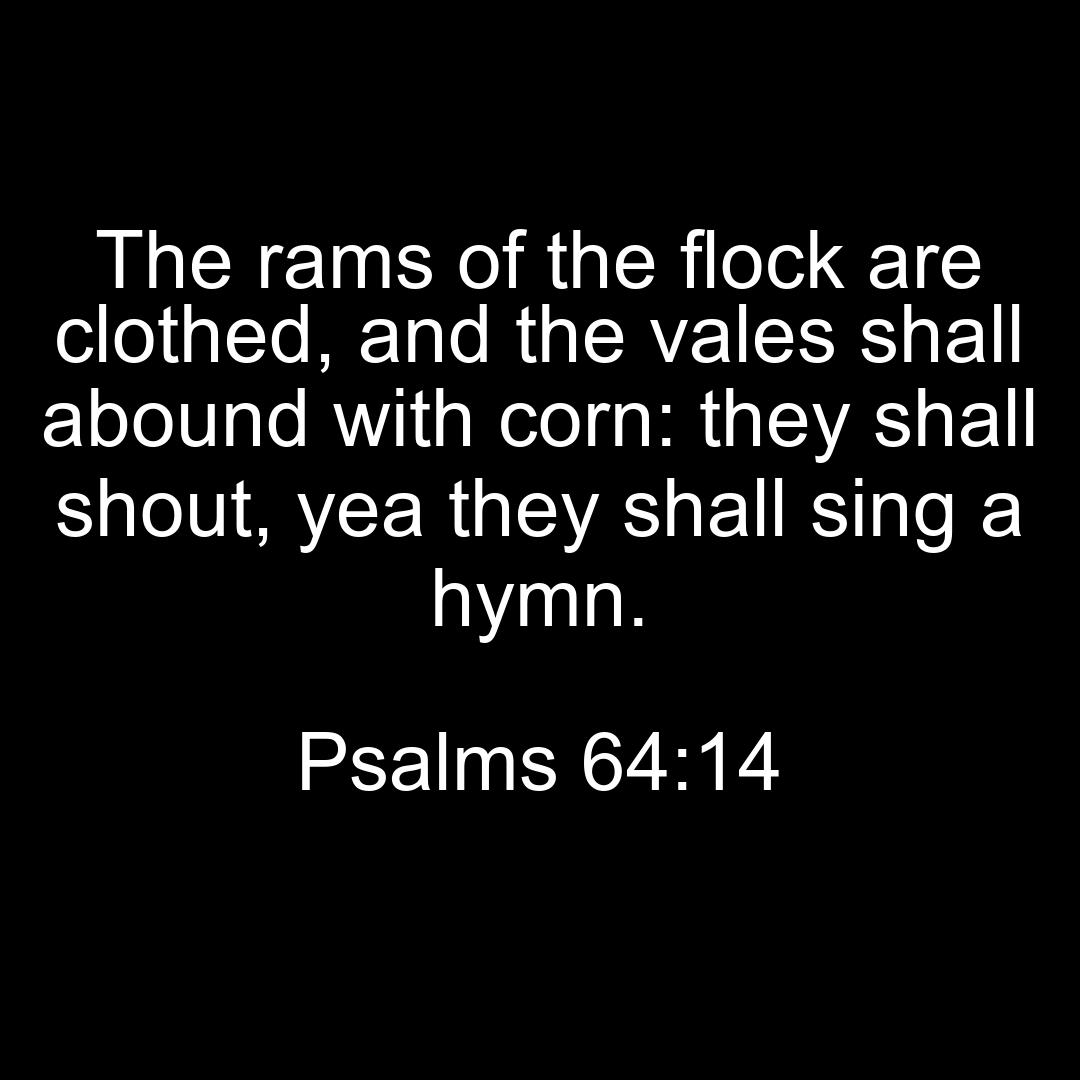 The rams of the flock are
clothed, and the vales shall
abound with corn: they shall
shout, yea they shall sing a
hymn.
Psalms 64:14